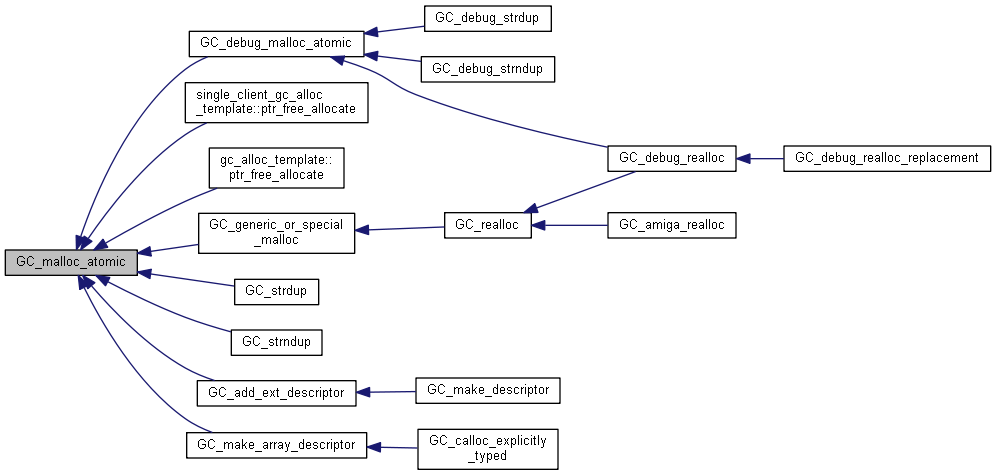 GC_debug_strdup
GC_debug_malloc_atomic
GC_debug_strndup
single_client_gc_alloc
_template::ptr_free_allocate
gc_alloc_template::
ptr_free_allocate
GC_debug_realloc
GC_debug_realloc_replacement
GC_generic_or_special
_malloc
GC_realloc
GC_amiga_realloc
GC_malloc_atomic
GC_strdup
GC_strndup
GC_add_ext_descriptor
GC_make_descriptor
GC_make_array_descriptor
GC_calloc_explicitly
_typed